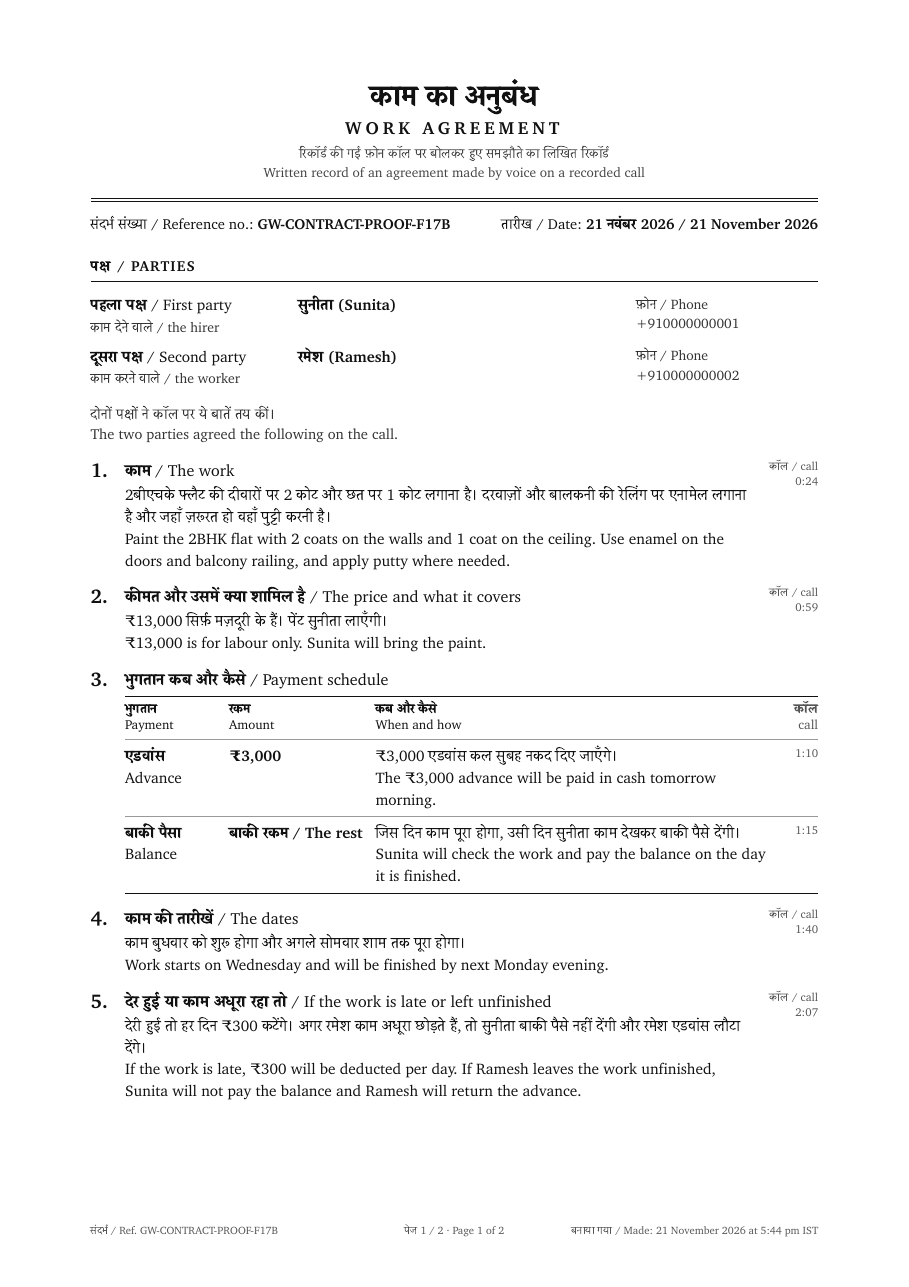 काम का अनुबंध
WORK AGREEMENT
रिकॉर्ड की गई फ़ोन कॉल पर बोलकर हुए समझौते का लिखित रिकॉर्ड
Written record of an agreement made by voice on a recorded call
संदर्भ संख्या / Reference no.: GW-CONTRACT-PROOF-F17B तारीख / Date: 21 नवंबर 2026 / 21 November 2026
पक्ष / PARTIES
पहला पक्ष / First party सुनीता (Sunita) फ़ोन / Phone
काम देने वाले / the hirer +910000000001
दूसरा पक्ष / Second party रमेश (Ramesh) फ़ोन / Phone
काम करने वाले / the worker +910000000002
दोनों पक्षों ने कॉल पर ये बातें तय कीं।
The two parties agreed the following on the call.
1. काम / The work कॉल / call
0:24
2बीएचके फ्लैट की दीवारों पर 2 कोट और छत पर 1 कोट लगाना है। दरवाज़ों और बालकनी की रेलिंग पर एनामेल लगाना
है और जहाँ ज़रूरत हो वहाँ पुट्टी करनी है।
Paint the 2BHK flat with 2 coats on the walls and 1 coat on the ceiling. Use enamel on the
doors and balcony railing, and apply putty where needed.
2. कीमत और उसमें क्या शामिल है / The price and what it covers कॉल / call
0:59
₹13,000 सिर्फ़ मज़दूरी के हैं। पेंट सुनीता लाएँगी।
₹13,000 is for labour only. Sunita will bring the paint.
3. भुगतान कब और कैसे / Payment schedule
भुगतान रकम कब और कैसे कॉल
Payment Amount When and how call
एडवांस ₹3,000 ₹3,000 एडवांस कल सुबह नकद दिए जाएँगे। 1:10
Advance The ₹3,000 advance will be paid in cash tomorrow
morning.
बाकी पैसा बाकी रकम / The rest जिस दिन काम पूरा होगा, उसी दिन सुनीता काम देखकर बाकी पैसे देंगी। 1:15
Balance Sunita will check the work and pay the balance on the day
it is finished.
4. काम की तारीखें / The dates कॉल / call
1:40
काम बुधवार को शुरू होगा और अगले सोमवार शाम तक पूरा होगा।
Work starts on Wednesday and will be finished by next Monday evening.
5. देर हुई या काम अधूरा रहा तो / If the work is late or left unfinished कॉल / call
2:07
देरी हुई तो हर दिन ₹300 कटेंगे। अगर रमेश काम अधूरा छोड़ते हैं, तो सुनीता बाकी पैसे नहीं देंगी और रमेश एडवांस लौटा
देंगे।
If the work is late, ₹300 will be deducted per day. If Ramesh leaves the work unfinished,
Sunita will not pay the balance and Ramesh will return the advance.
संदर्भ / Ref. GW-CONTRACT-PROOF-F17B पेज 1 / 2 · Page 1 of 2 बनाया गया / Made: 21 November 2026 at 5:44 pm IST